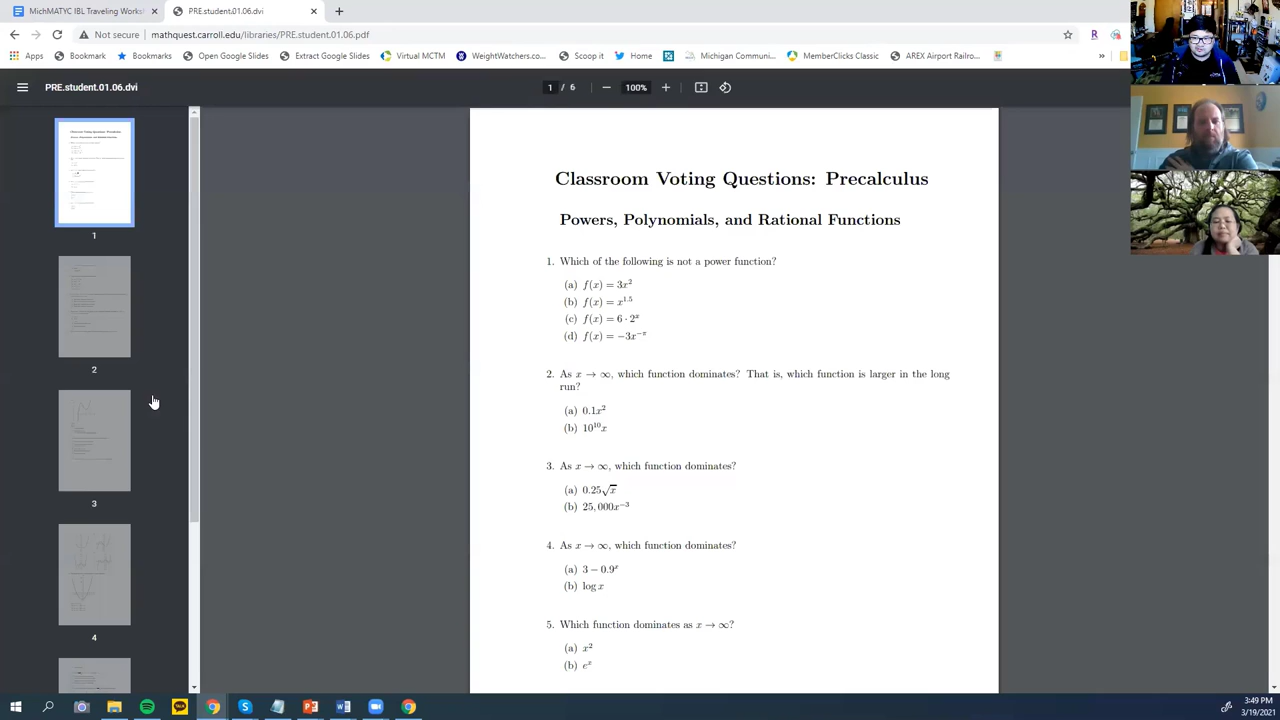 MichMATYC IBL Traveling Works
PRE.student.01.06.dvi
Not secure
mathquest.carroll.edu/libraries/PRE.student.01.06.pdf
Apps
Bookmark
Bookmarks
Open Google Slides
Extract Google Slides
Virtual MCTM
WeightWatchers.co...
Scoop it
Home
Michigan Communi...
MemberClicks Classic
AREX Airport Railro...
»
PRE.student.01.06.dvi
1 / 6
100%
1
2
3
4
Classroom Voting Questions: Precalculus
Powers, Polynomials, and Rational Functions
1. Which of the following is not a power function?
(a) f(x) = 3x²
(b) f(x) = x^1.5
(c) f(x) = 6 · 2^x
(d) f(x) = −3x^−π
2. As x → ∞, which function dominates? That is, which function is larger in the long
run?
(a) 0.1x²
(b) 10^10x
3. As x → ∞, which function dominates?
(a) 0.25√x
(b) 25,000x^−3
4. As x → ∞, which function dominates?
(a) 3 − 0.9^x
(b) log x
5. Which function dominates as x → ∞?
(a) x²
(b) e^x
TALK
3:49 PM
3/19/2021